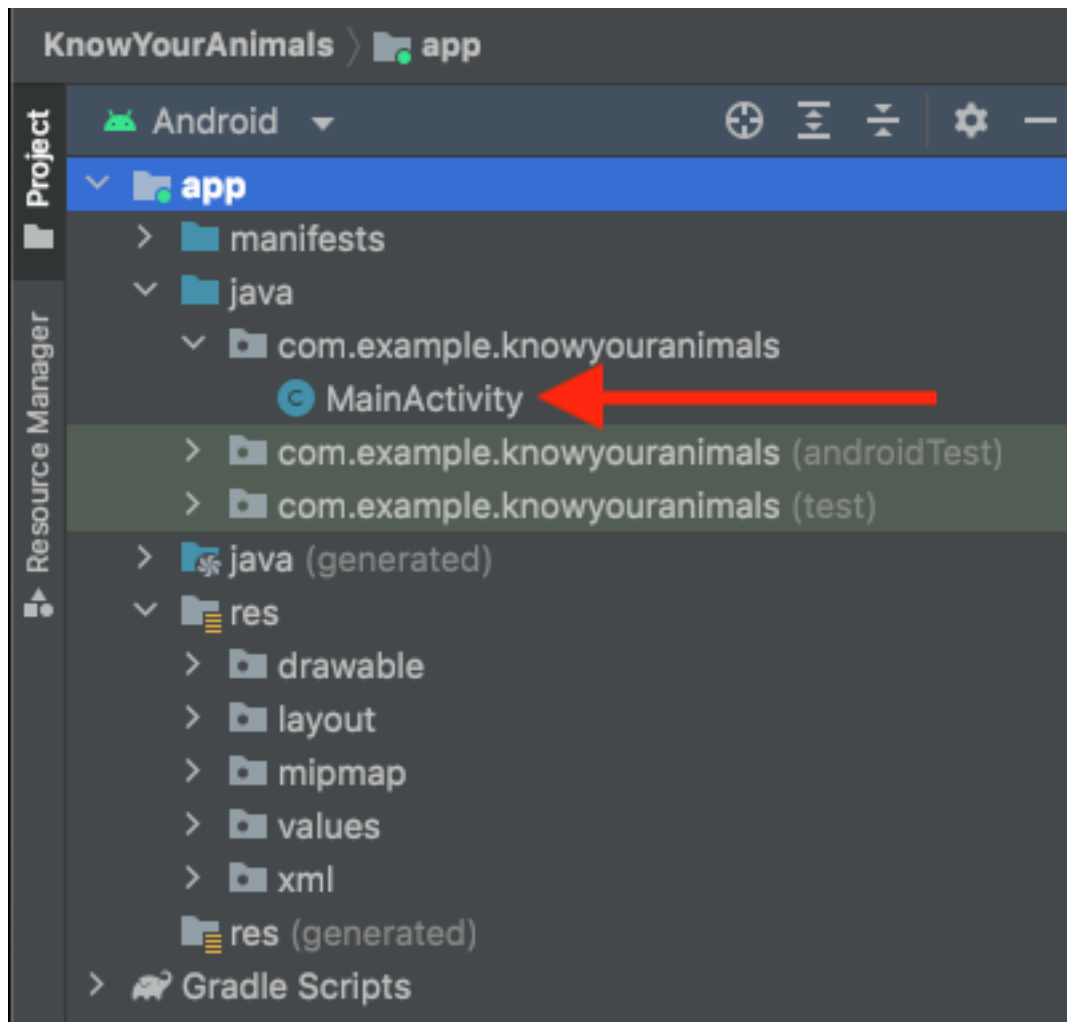 KnowYourAnimals 〉 app
Project
Resource Manager
Android
app
manifests
java
com.example.knowyouranimals
C MainActivity
com.example.knowyouranimals (androidTest)
com.example.knowyouranimals (test)
java (generated)
res
drawable
layout
mipmap
values
xml
res (generated)
Gradle Scripts